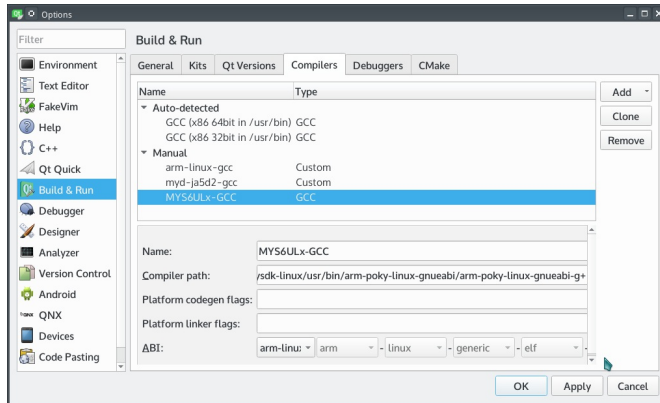 Options
Filter
Build & Run
Environment
Text Editor
FakeVim
Help
C++
Qt Quick
Build & Run
Debugger
Designer
Analyzer
Version Control
Android
QNX
Devices
Code Pasting
General Kits Qt Versions Compilers Debuggers CMake
Name Type
Auto-detected
GCC (x86 64bit in /usr/bin) GCC
GCC (x86 32bit in /usr/bin) GCC
Manual
arm-linux-gcc Custom
myd-ja5d2-gcc Custom
MYS6ULx-GCC GCC
Add
Clone
Remove
Name: MYS6ULx-GCC
Compiler path: /sdk-linux/usr/bin/arm-poky-linux-gnueabi/arm-poky-linux-gnueabi-g+
Platform codegen flags:
Platform linker flags:
ABI: arm-linu: arm - linux - generic - elf -
OK Apply Cancel